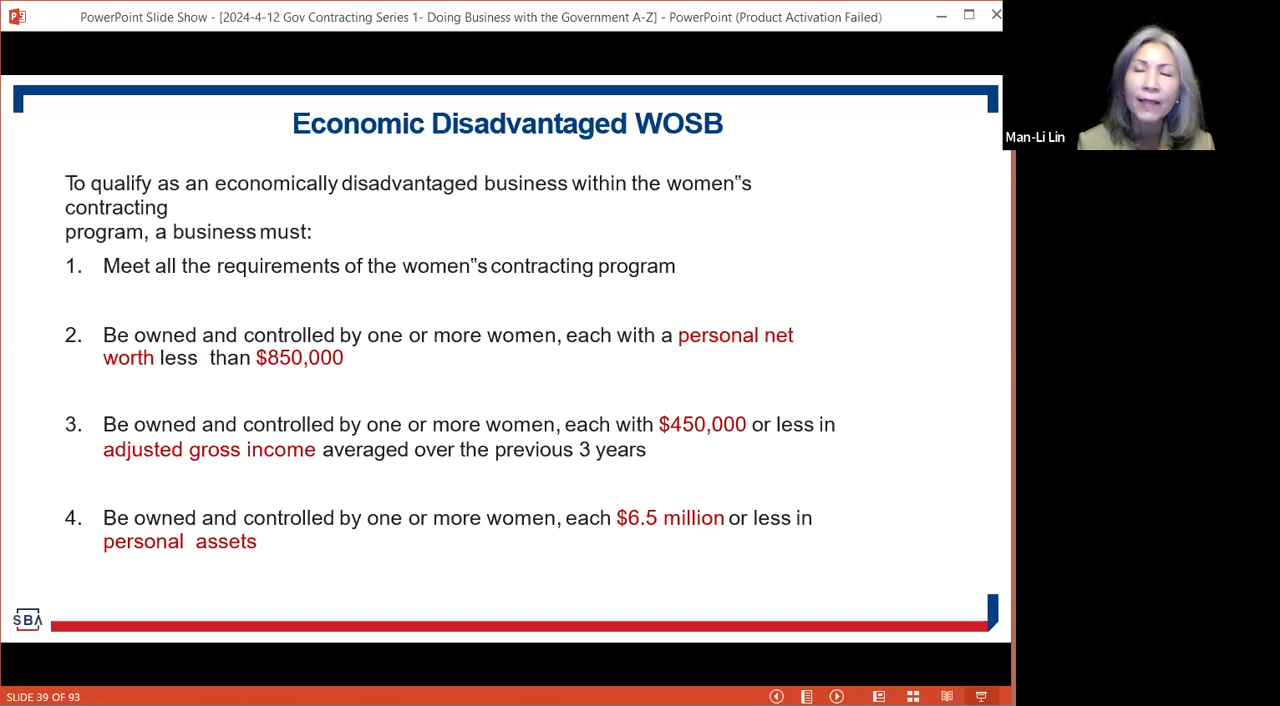 PowerPoint Slide Show - [2024-4-12 Gov Contracting Series 1- Doing Business with the Government A-Z] - PowerPoint (Product Activation Failed)
Man-Li Lin
Economic Disadvantaged WOSB
To qualify as an economically disadvantaged business within the women‟s
contracting
program, a business must:
1. Meet all the requirements of the women‟s contracting program
2. Be owned and controlled by one or more women, each with a personal net
worth less than $850,000
3. Be owned and controlled by one or more women, each with $450,000 or less in
adjusted gross income averaged over the previous 3 years
4. Be owned and controlled by one or more women, each $6.5 million or less in
personal assets
SBA
SLIDE 39 OF 93